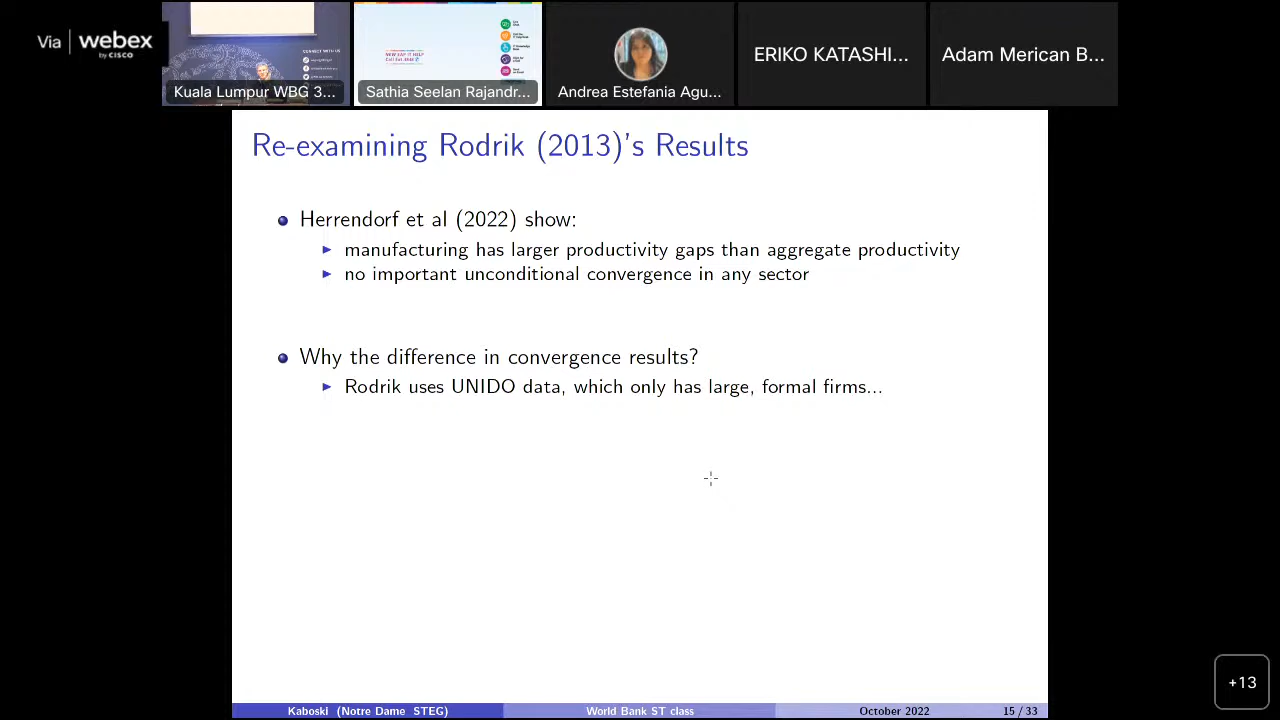 Via webex
by CISCO
CONNECT WITH US
Kuala Lumpur WBG 3...
Sathia Seelan Rajandr...
Andrea Estefania Agu...
ERIKO KATASHI...
Adam Merican B...
Re-examining Rodrik (2013)'s Results
Herrendorf et al (2022) show:
manufacturing has larger productivity gaps than aggregate productivity
no important unconditional convergence in any sector
Why the difference in convergence results?
Rodrik uses UNIDO data, which only has large, formal firms...
Kaboski (Notre Dame STEG) World Bank ST class October 2022 15 / 33
+13